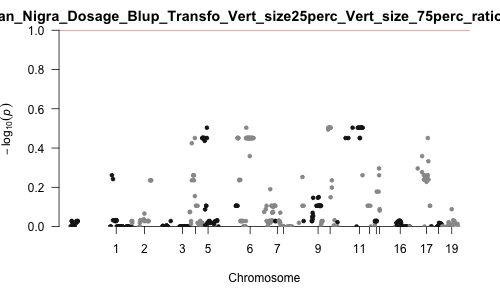 an_Nigra_Dosage_Blup_Transfo_Vert_size25perc_Vert_size_75perc_ratio
1.0
0.8
0.6
0.4
0.2
0.0
− log10(p)
1 2 3 5 6 7 9 11 16 17 19
Chromosome